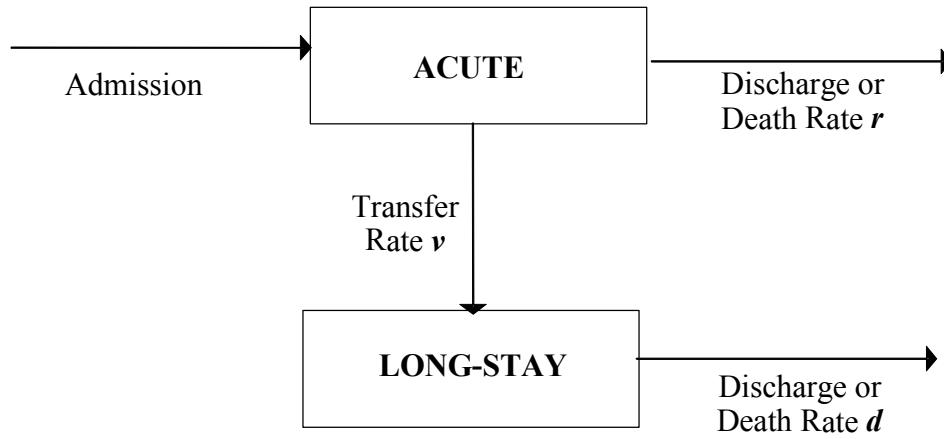 Admission
ACUTE
Discharge or
Death Rate r
Transfer
Rate v
LONG-STAY
Discharge or
Death Rate d